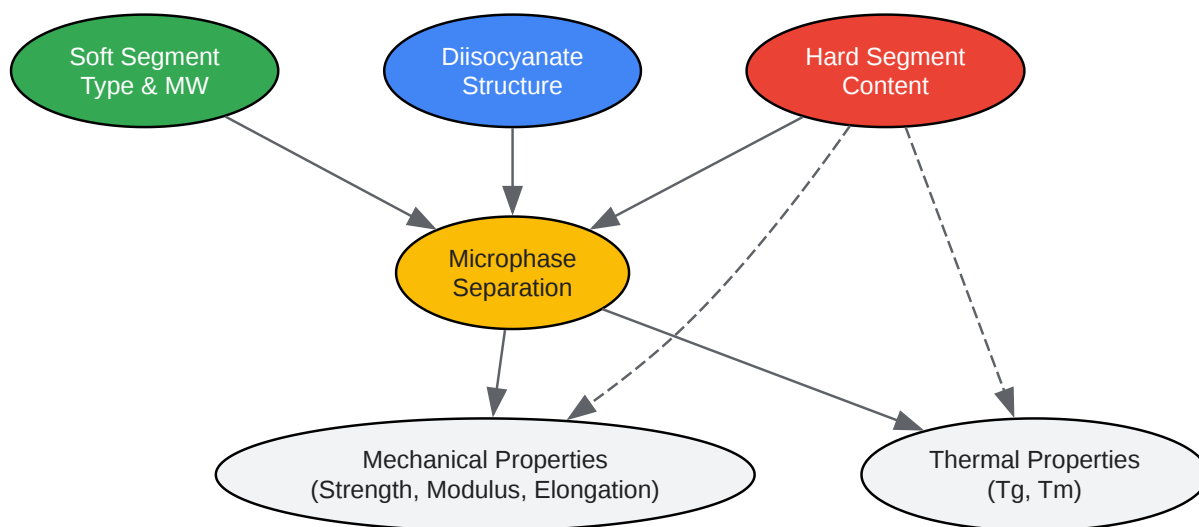 Soft Segment
Type & MW
Diisocyanate
Structure
Hard Segment
Content
Microphase
Separation
Mechanical Properties
(Strength, Modulus, Elongation)
Thermal Properties
(Tg, Tm)